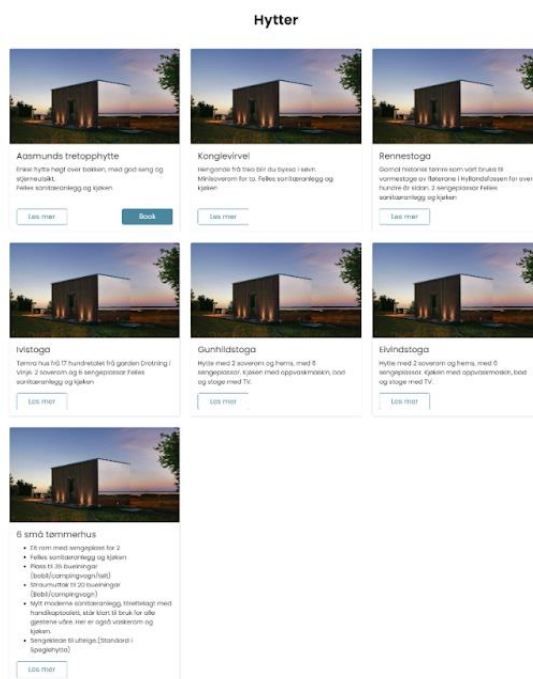 Hytter
Aasmunds tretopphytte
Enkel hytte høgt over bakken, med god seng og
stjerneutsikt.
Felles sanitæranlegg og kjøken
Les mer
Book
Konglevirvel
Hengande frå trea blir du byssa i søvn.
Minisoverom for to. Felles sanitæranlegg og
kjøken
Les mer
Rennestoga
Gamal historisk tømra som vart brukt til
varmestoge av fløterane i Hyllandsfossen for over
hundre år sidan. 2 sengeplassar Felles
sanitæranlegg og kjøken
Les mer
Ivistoga
Tømra hus frå 17 hundretalet frå garden Drotning i
Vinje. 2 soverom og 6 sengeplassar Felles
sanitæranlegg og kjøken
Les mer
Gunhildstoga
Hytte med 2 soverom og hems, med 6
sengeplassar. Kjøken med oppvaskmaskin, bad
og stoge med TV.
Les mer
Eivindstoga
Hytte med 2 soverom og hems, med 6
sengeplassar. Kjøken med oppvaskmaskin, bad
og stoge med TV.
Les mer
6 små tømmerhus
Eit rom med sengeplass for 2
Felles sanitæranlegg og kjøken
Plass til 35 bueiningar
(bobil/campingvogn/telt)
Straumuttak til 20 bueiningar
(Bobil/campingvogn)
Nytt moderne sanitæranlegg, tilrettelagt med
handikaptoalett, står klart til bruk for alle
gjestene våre. Her er også vaskerom og
kjøken.
Sengeklede til utleige.(Standard i
Speglehytta)
Les mer